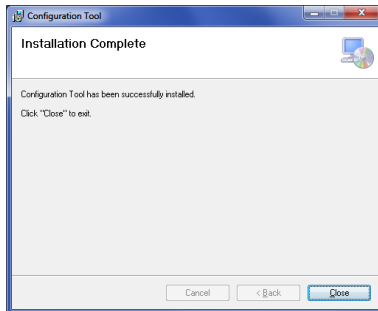 Configuration Tool
Installation Complete
Configuration Tool has been successfully installed.
Click "Close" to exit.
Cancel
< Back
Close